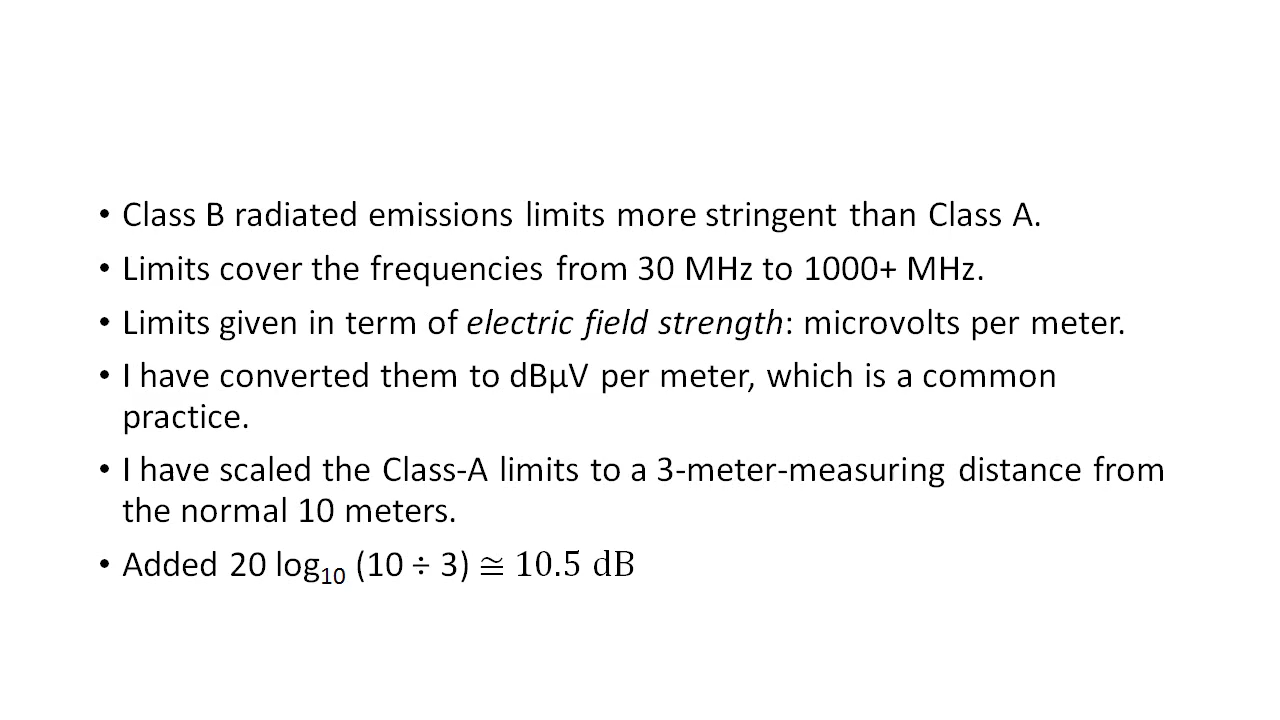 • Class B radiated emissions limits more stringent than Class A.
• Limits cover the frequencies from 30 MHz to 1000+ MHz.
• Limits given in term of electric field strength: microvolts per meter.
• I have converted them to dBµV per meter, which is a common
practice.
• I have scaled the Class-A limits to a 3-meter-measuring distance from
the normal 10 meters.
• Added 20 log₁₀ (10 ÷ 3) ≅ 10.5 dB